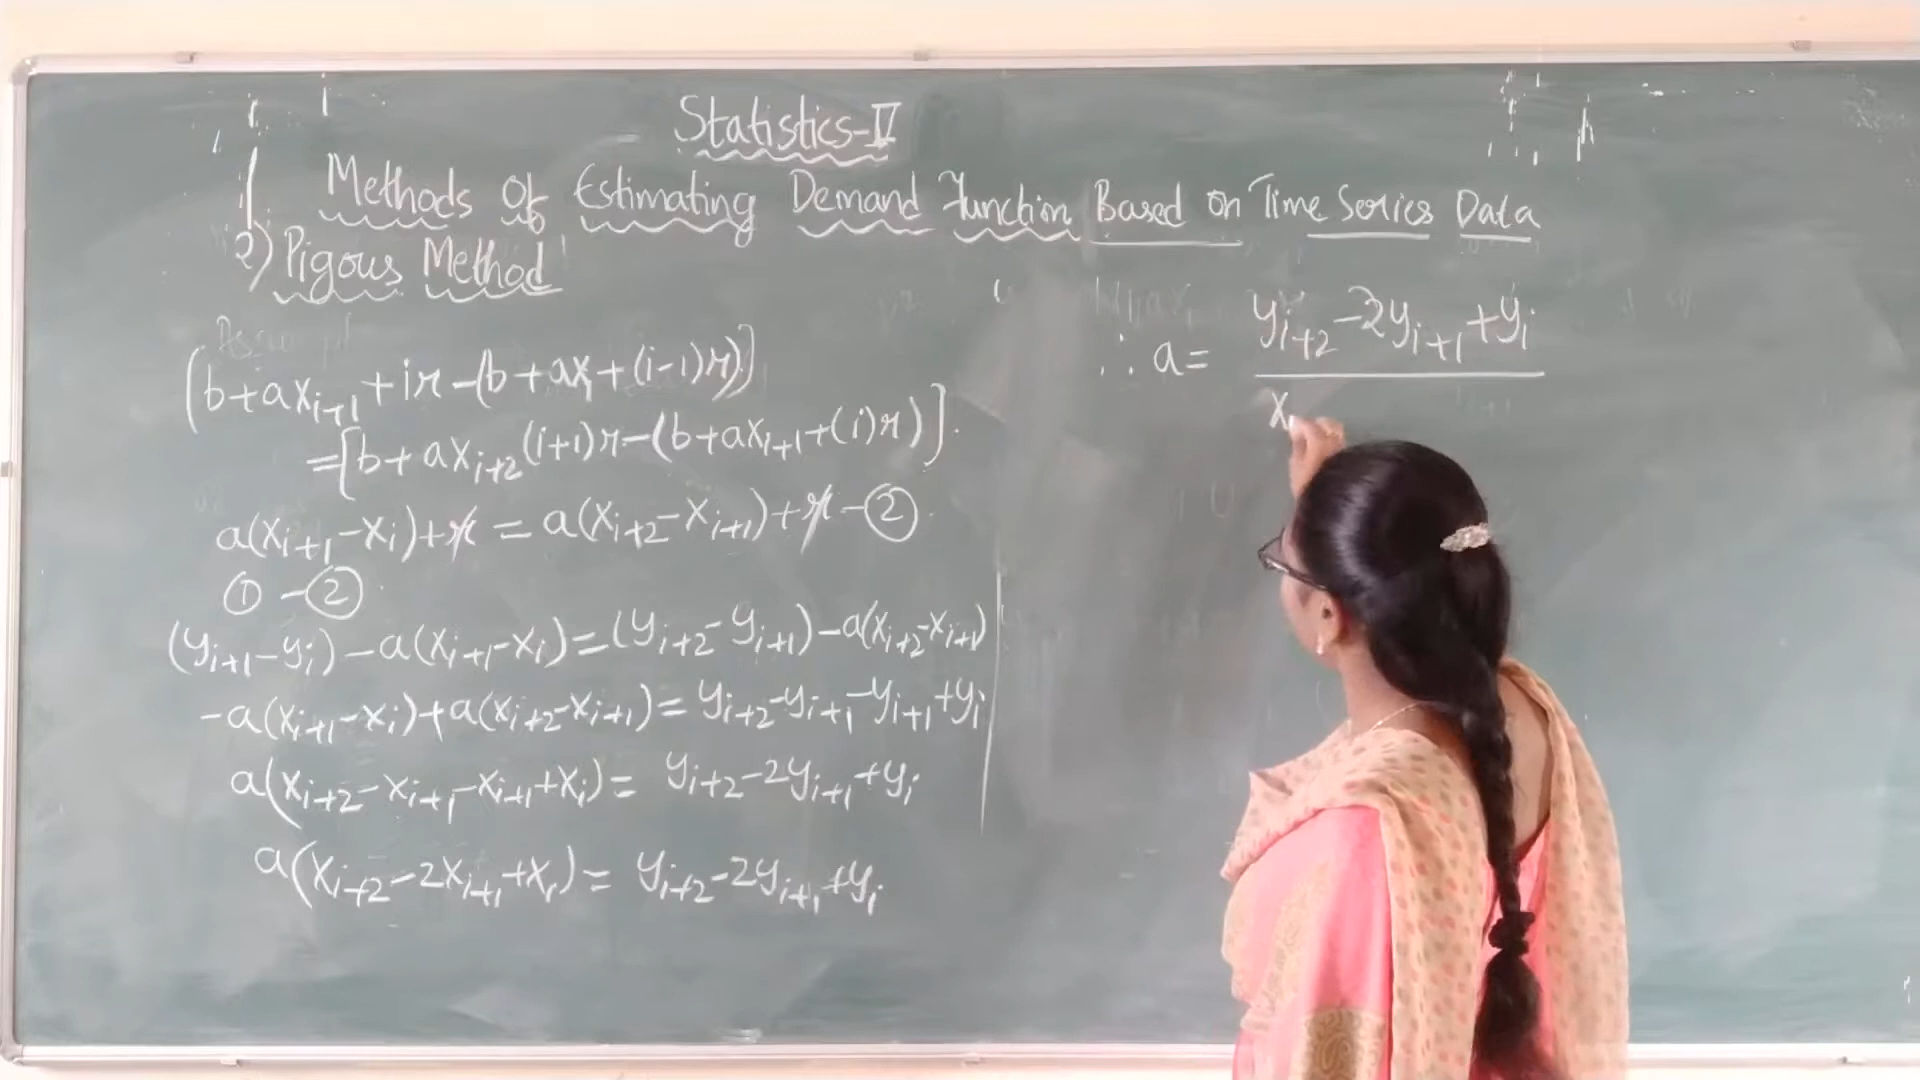 Statistics-IV
Methods Of Estimating Demand Function Based on Time Series Data
2) Pigous Method
[b+ax_{i+1}+ir-(b+ax_i+(i-1)r)]
=[b+ax_{i+2}(i+1)r-(b+ax_{i+1}+(i)r)].
a(x_{i+1}-x_i)+r = a(x_{i+2}-x_{i+1})+r-②
①-②
(y_{i+1}-y_i)-a(x_{i+1}-x_i)=(y_{i+2}-y_{i+1})-a(x_{i+2}-x_{i+1})
-a(x_{i+1}-x_i)+a(x_{i+2}-x_{i+1})=y_{i+2}-y_{i+1}-y_{i+1}+y_i
a(x_{i+2}-x_{i+1}-x_{i+1}+x_i)= y_{i+2}-2y_{i+1}+y_i
a(x_{i+2}-2x_{i+1}+x_i)= y_{i+2}-2y_{i+1}+y_i
y_{i+2}-2y_{i+1}+y_i
∴ a=
x